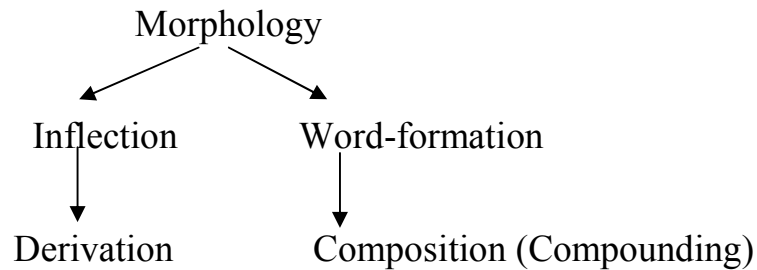 Morphology
Inflection Word-formation
Derivation Composition (Compounding)